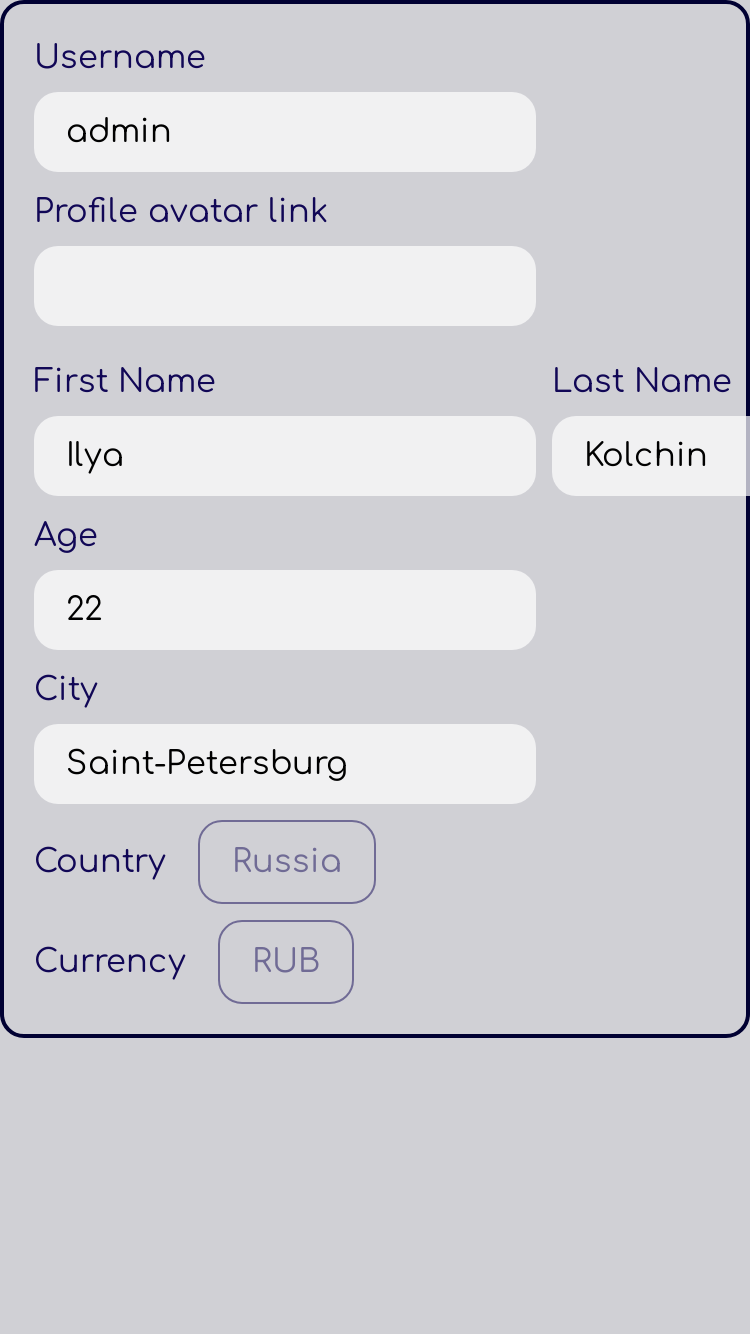 Username
admin
Profile avatar link
First Name Last Name
Ilya Kolchin
Age
22
City
Saint-Petersburg
Country Russia
Currency RUB